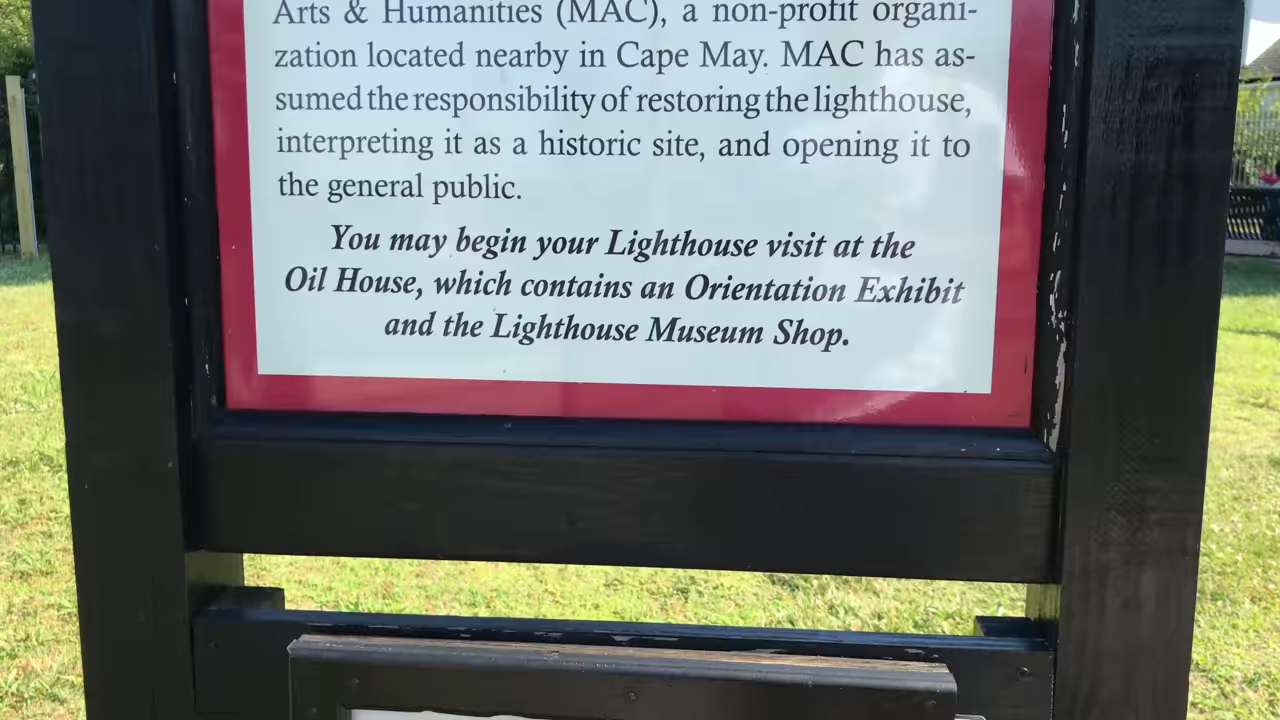 Arts & Humanities (MAC), a non-profit organi-
zation located nearby in Cape May. MAC has as-
sumed the responsibility of restoring the lighthouse,
interpreting it as a historic site, and opening it to
the general public.
You may begin your Lighthouse visit at the
Oil House, which contains an Orientation Exhibit
and the Lighthouse Museum Shop.